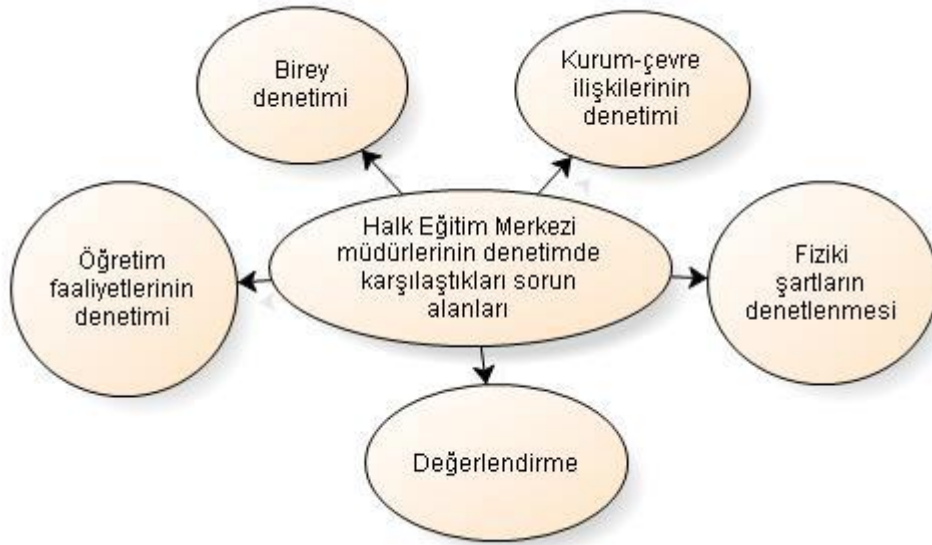 Birey
denetimi
Kurum-çevre
ilişkilerinin
denetimi
Halk Eğitim Merkezi
müdürlerinin denetimde
karşılaştıkları sorun
alanları
Öğretim
faaliyetlerinin
denetimi
Fiziki
şartların
denetlenmesi
Değerlendirme